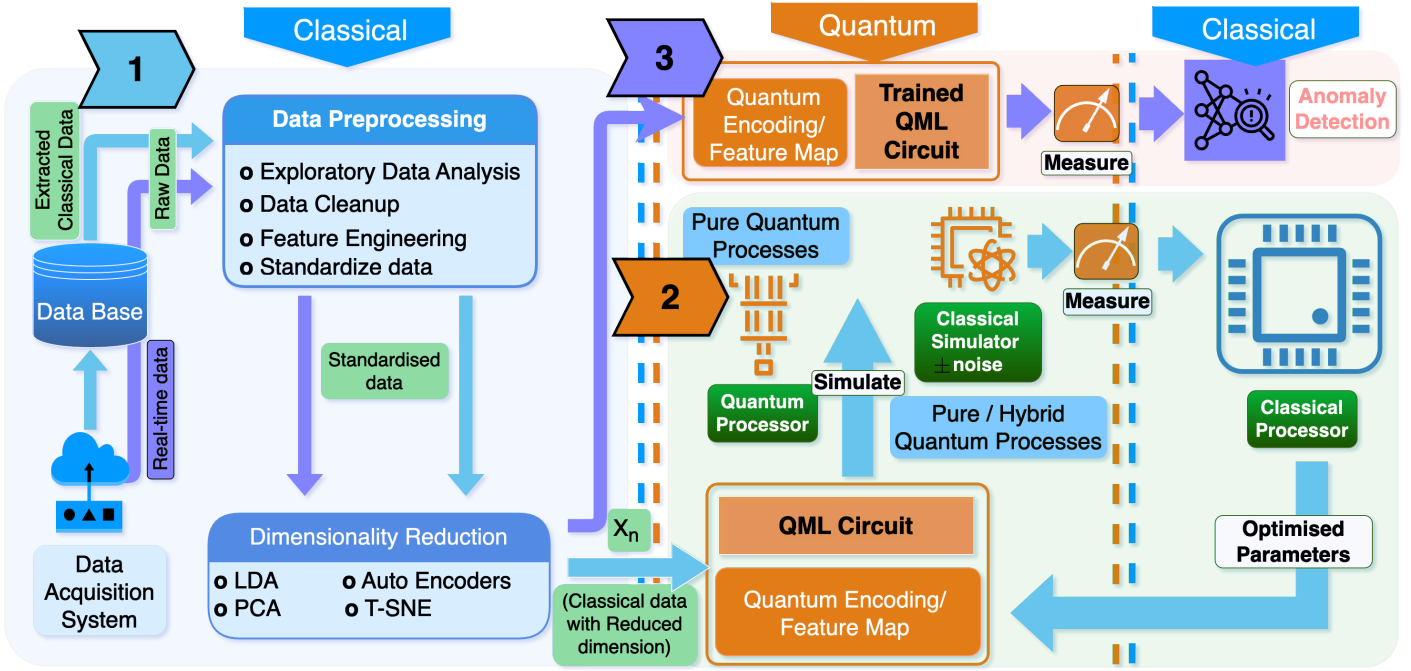 Classical
Quantum
Classical
1
Extracted
Classical Data
Raw Data
Data Base
Real-time data
Data
Acquisition
System
Data Preprocessing
o Exploratory Data Analysis
o Data Cleanup
o Feature Engineering
o Standardize data
Standardised
data
Dimensionality Reduction
o LDA
o Auto Encoders
o PCA
o T-SNE
Xn
(Classical data
with Reduced
dimension)
3
Quantum
Encoding/
Feature Map
Trained
QML
Circuit
Measure
Anomaly
Detection
2
Pure Quantum
Processes
Quantum
Processor
Simulate
Classical
Simulator
±noise
Pure / Hybrid
Quantum Processes
Measure
Classical
Processor
Optimised
Parameters
QML Circuit
Quantum Encoding/
Feature Map